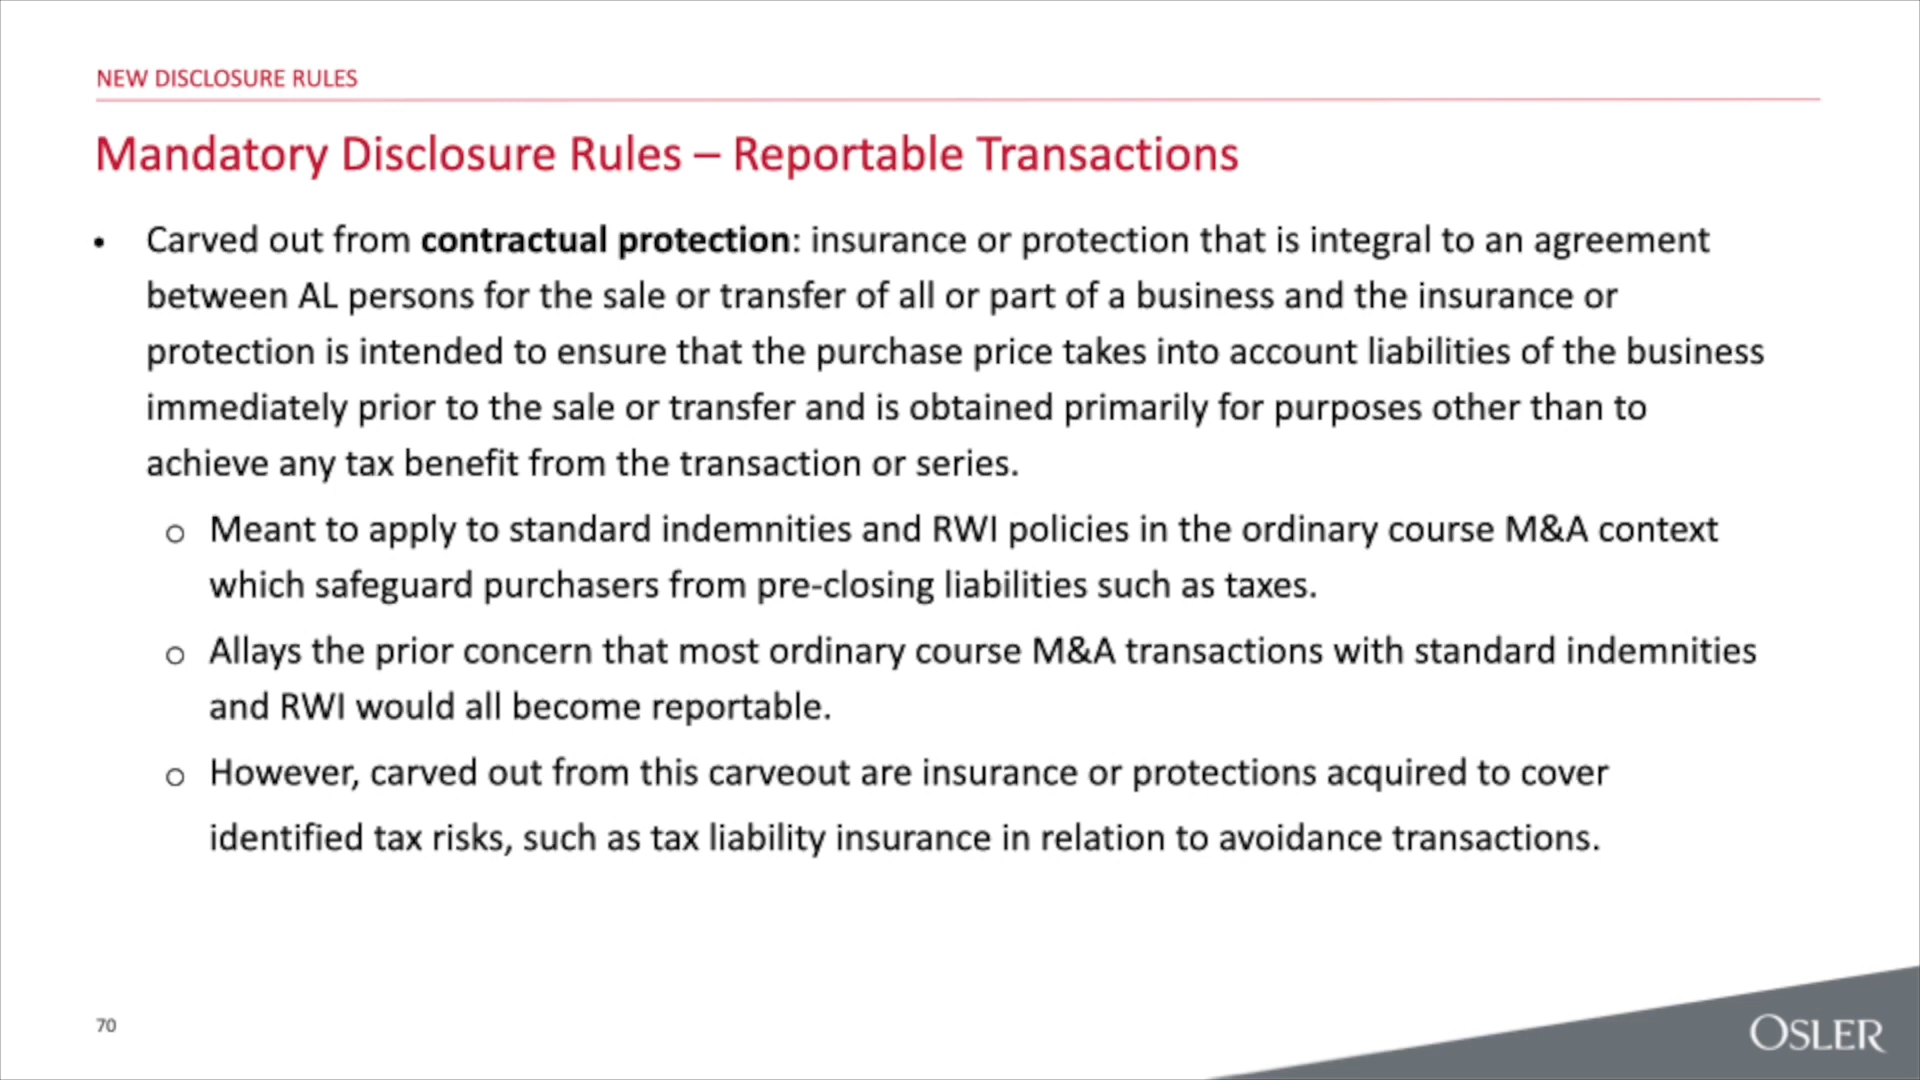 NEW DISCLOSURE RULES
Mandatory Disclosure Rules – Reportable Transactions
• Carved out from contractual protection: insurance or protection that is integral to an agreement
between AL persons for the sale or transfer of all or part of a business and the insurance or
protection is intended to ensure that the purchase price takes into account liabilities of the business
immediately prior to the sale or transfer and is obtained primarily for purposes other than to
achieve any tax benefit from the transaction or series.
o Meant to apply to standard indemnities and RWI policies in the ordinary course M&A context
which safeguard purchasers from pre-closing liabilities such as taxes.
o Allays the prior concern that most ordinary course M&A transactions with standard indemnities
and RWI would all become reportable.
o However, carved out from this carveout are insurance or protections acquired to cover
identified tax risks, such as tax liability insurance in relation to avoidance transactions.
70
OSLER